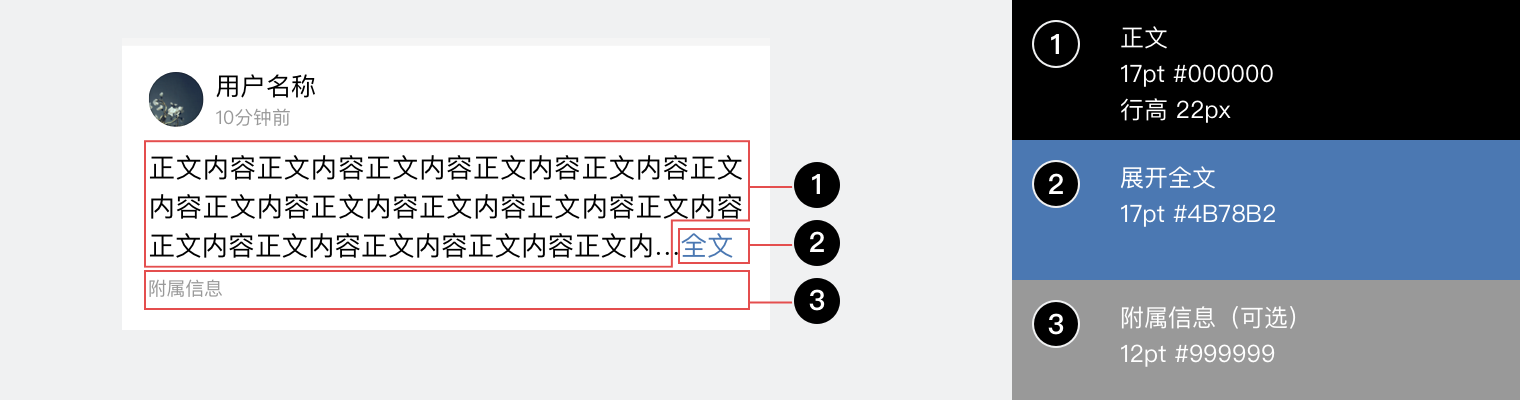 用户名称
10分钟前
正文内容正文内容正文内容正文内容正文内容正文
内容正文内容正文内容正文内容正文内容正文内容
正文内容正文内容正文内容正文内容正文内...全文
附属信息
1
2
3
1
正文
17pt #000000
行高 22px
2
展开全文
17pt #4B78B2
3
附属信息（可选）
12pt #999999